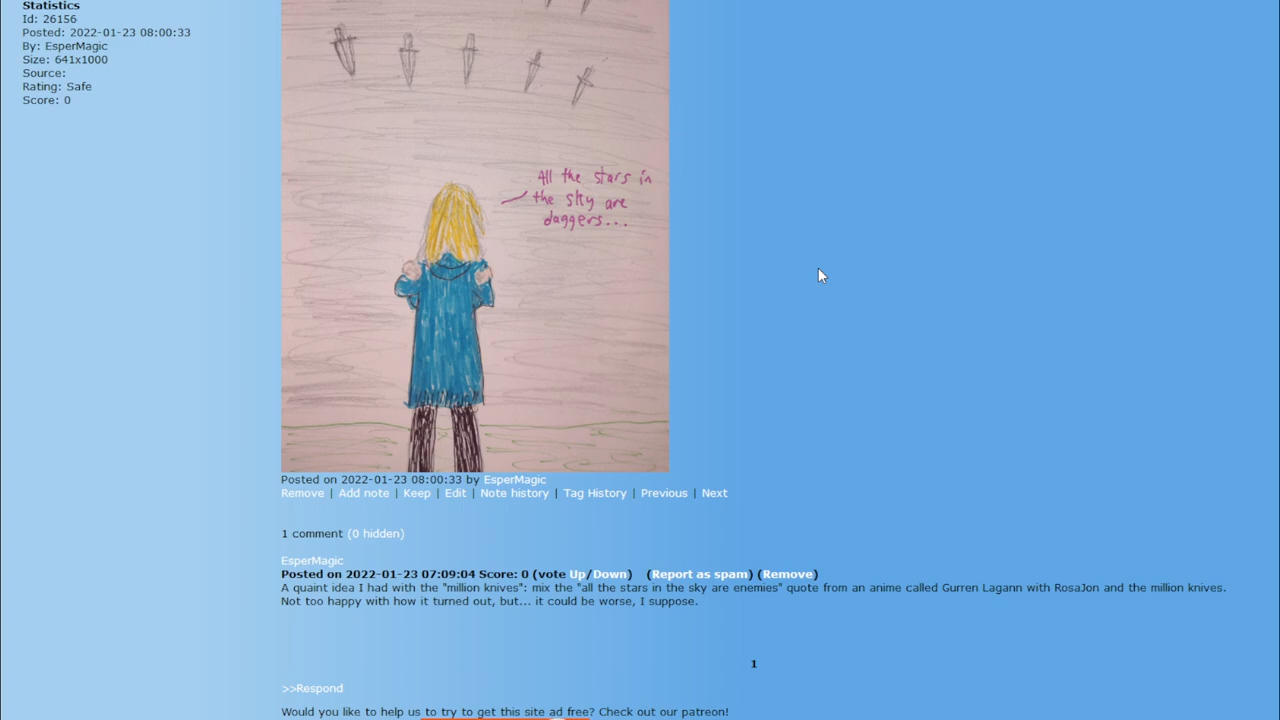 Statistics
Id: 26156
Posted: 2022-01-23 08:00:33
By: EsperMagic
Size: 641x1000
Source:
Rating: Safe
Score: 0
All the stars in
the sky are
daggers...
Posted on 2022-01-23 08:00:33 by EsperMagic
Remove | Add note | Keep | Edit | Note history | Tag History | Previous | Next
1 comment (0 hidden)
EsperMagic
Posted on 2022-01-23 07:09:04 Score: 0 (vote Up/Down) (Report as spam) (Remove)
A quaint idea I had with the "million knives": mix the "all the stars in the sky are enemies" quote from an anime called Gurren Lagann with RosaJon and the million knives.
Not too happy with how it turned out, but... it could be worse, I suppose.
1
>>Respond
Would you like to help us to try to get this site ad free? Check out our patreon!